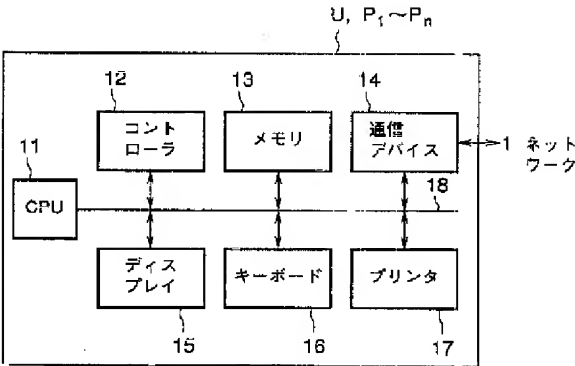 U, P₁～Pₙ
12
13
14
コント
ローラ
メモリ
通信
デバイス
1 ネット
ワーク
11
CPU
18
ディス
プレイ
キーボード
プリンタ
15
16
17